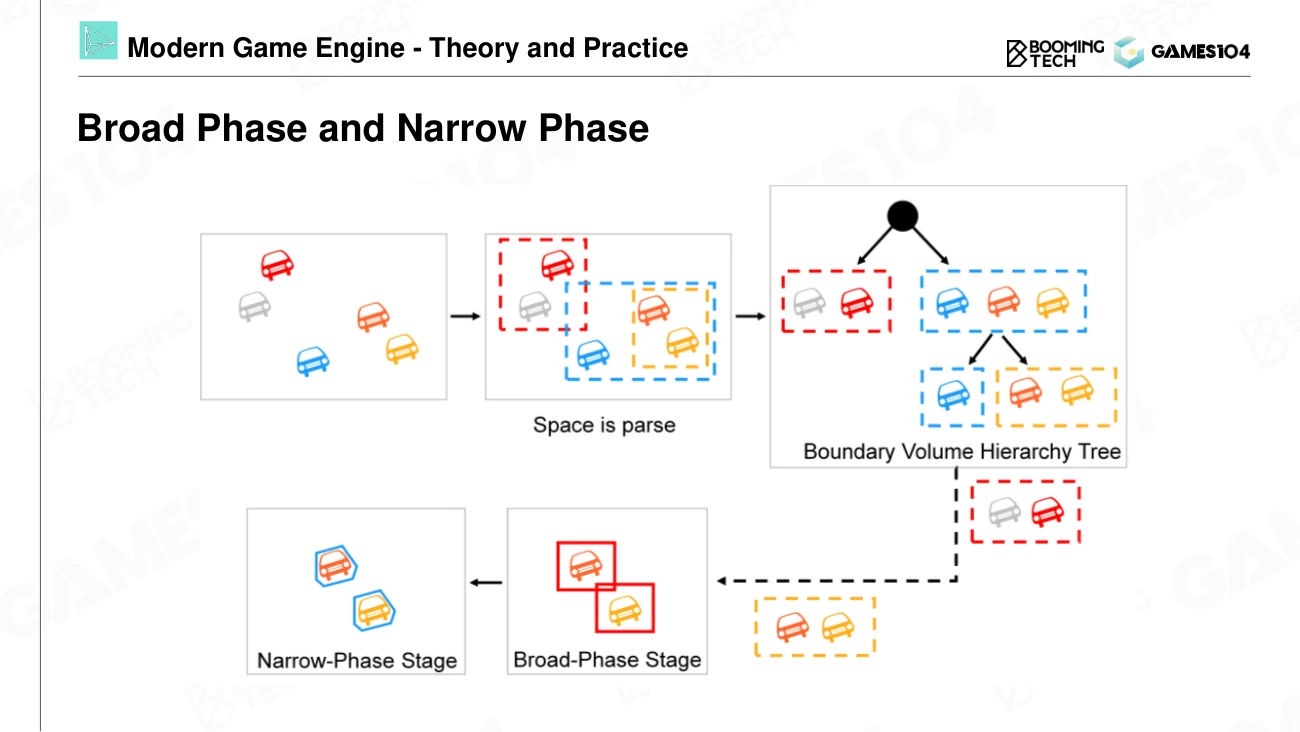 Modern Game Engine - Theory and Practice
BOOMING
TECH
GAMES104
Broad Phase and Narrow Phase
Space is parse
Boundary Volume Hierarchy Tree
Narrow-Phase Stage
Broad-Phase Stage